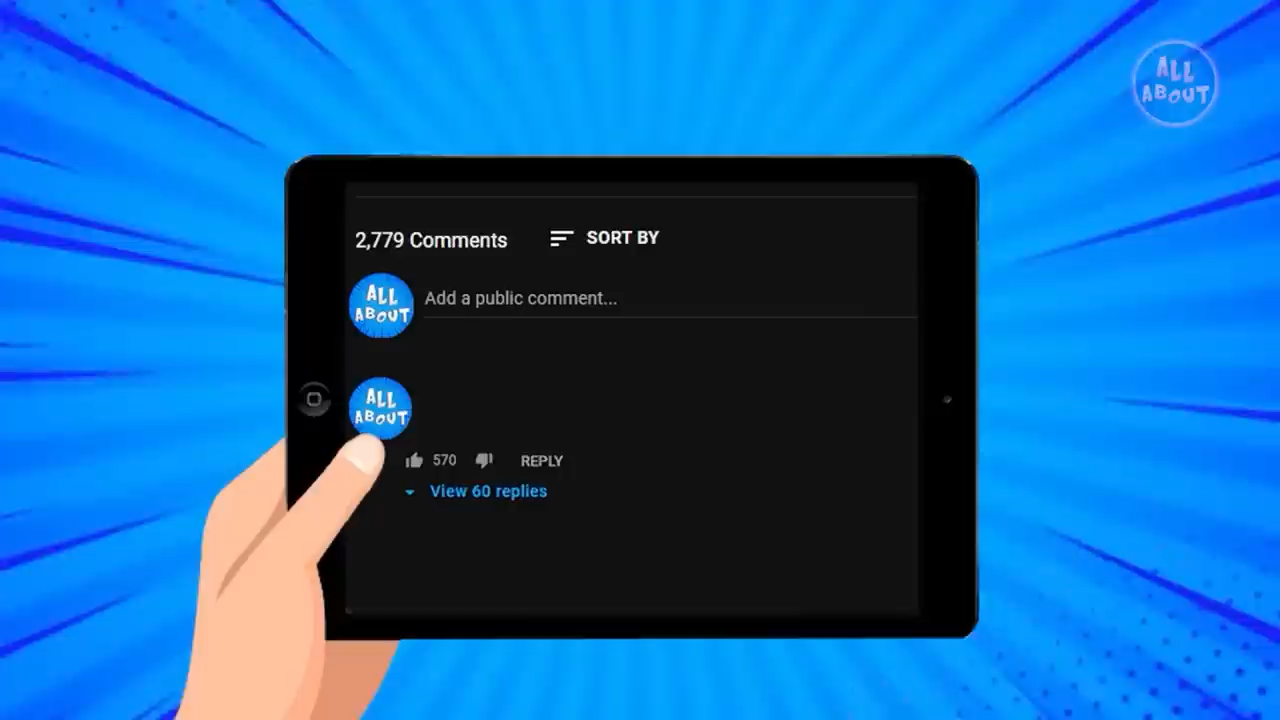 ALL
ABOUT
2,779 Comments
SORT BY
ALL
ABOUT
Add a public comment...
ALL
ABOUT
570
REPLY
View 60 replies